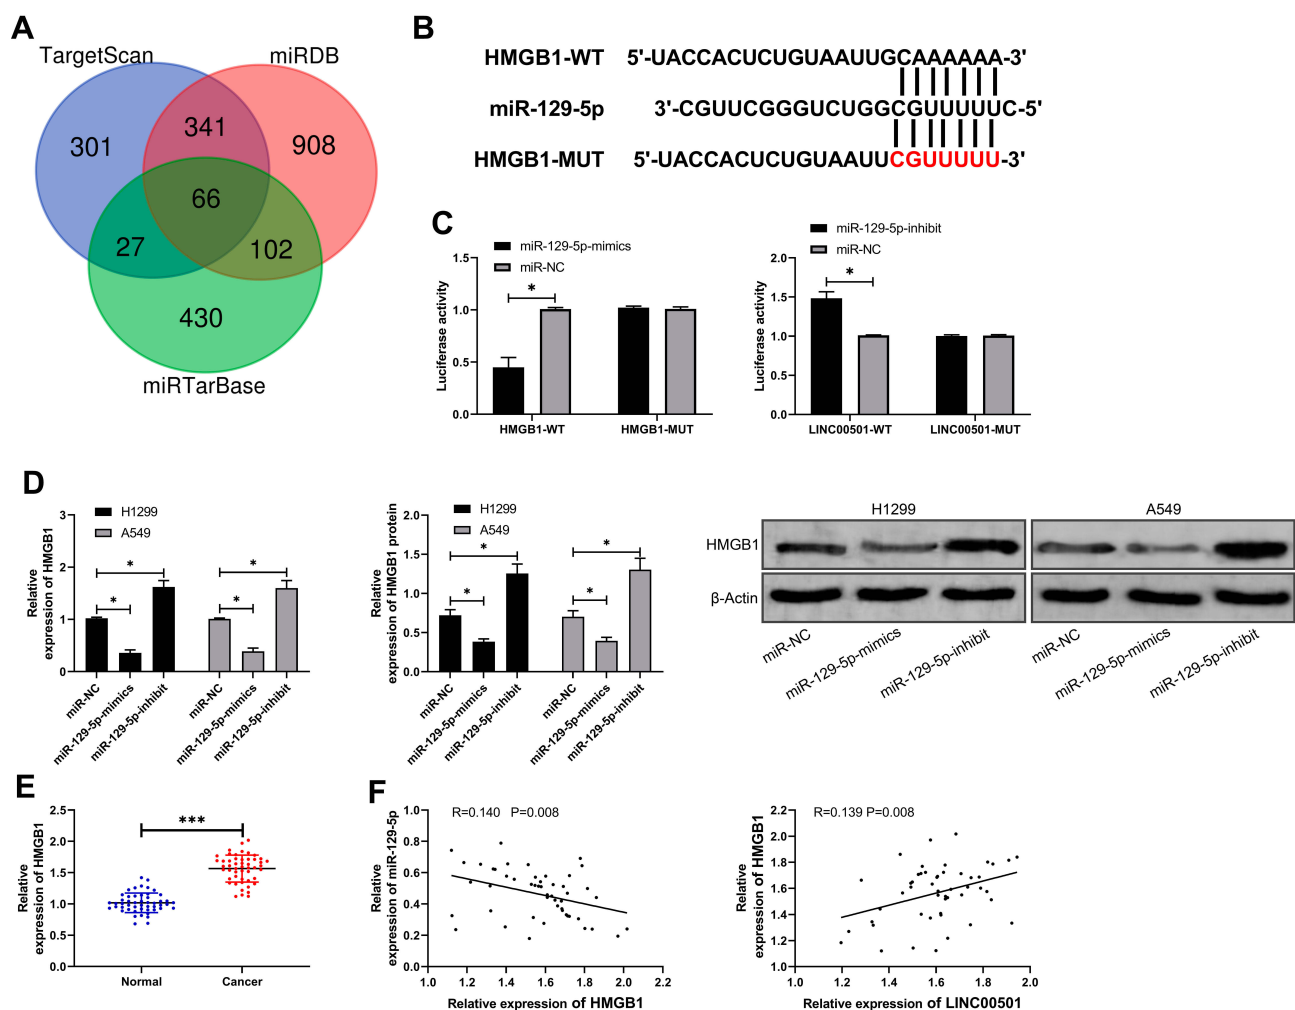 A
TargetScan
miRDB
301
341
908
66
27
102
430
miRTarBase
B
HMGB1-WT 5'-UACCACUCUGUAAUUGCAAAAAA-3'
miR-129-5p 3'-CGUUCGGGUCUGGCGUUUUUC-5'
HMGB1-MUT 5'-UACCACUCUGUAAUUCGUUUUU-3'
C
miR-129-5p-mimics
miR-NC
*
Luciferase activity
1.5
1.0
0.5
0.0
HMGB1-WT
HMGB1-MUT
miR-129-5p-inhibit
miR-NC
*
Luciferase activity
2.0
1.5
1.0
0.5
0.0
LINC00501-WT
LINC00501-MUT
D
H1299
A549
Relative
expression of HMGB1
3
2
1
0
*
*
*
*
miR-NC
miR-129-5p-mimics
miR-129-5p-inhibit
miR-NC
miR-129-5p-mimics
miR-129-5p-inhibit
H1299
A549
Relative
expression of HMGB1 protein
2.0
1.5
1.0
0.5
0.0
*
*
*
*
miR-NC
miR-129-5p-mimics
miR-129-5p-inhibit
miR-NC
miR-129-5p-mimics
miR-129-5p-inhibit
H1299
A549
HMGB1
β-Actin
miR-NC
miR-129-5p-mimics
miR-129-5p-inhibit
miR-NC
miR-129-5p-mimics
miR-129-5p-inhibit
E
Relative
expression of HMGB1
2.5
2.0
1.5
1.0
0.5
0.0
***
Normal
Cancer
F
Relative
expression of miR-129-5p
1.0
0.8
0.6
0.4
0.2
0.0
R=0.140 P=0.008
1.0 1.2 1.4 1.6 1.8 2.0 2.2
Relative expression of HMGB1
Relative
expression of HMGB1
2.2
2.0
1.8
1.6
1.4
1.2
1.0
R=0.139 P=0.008
1.0 1.2 1.4 1.6 1.8 2.0
Relative expression of LINC00501